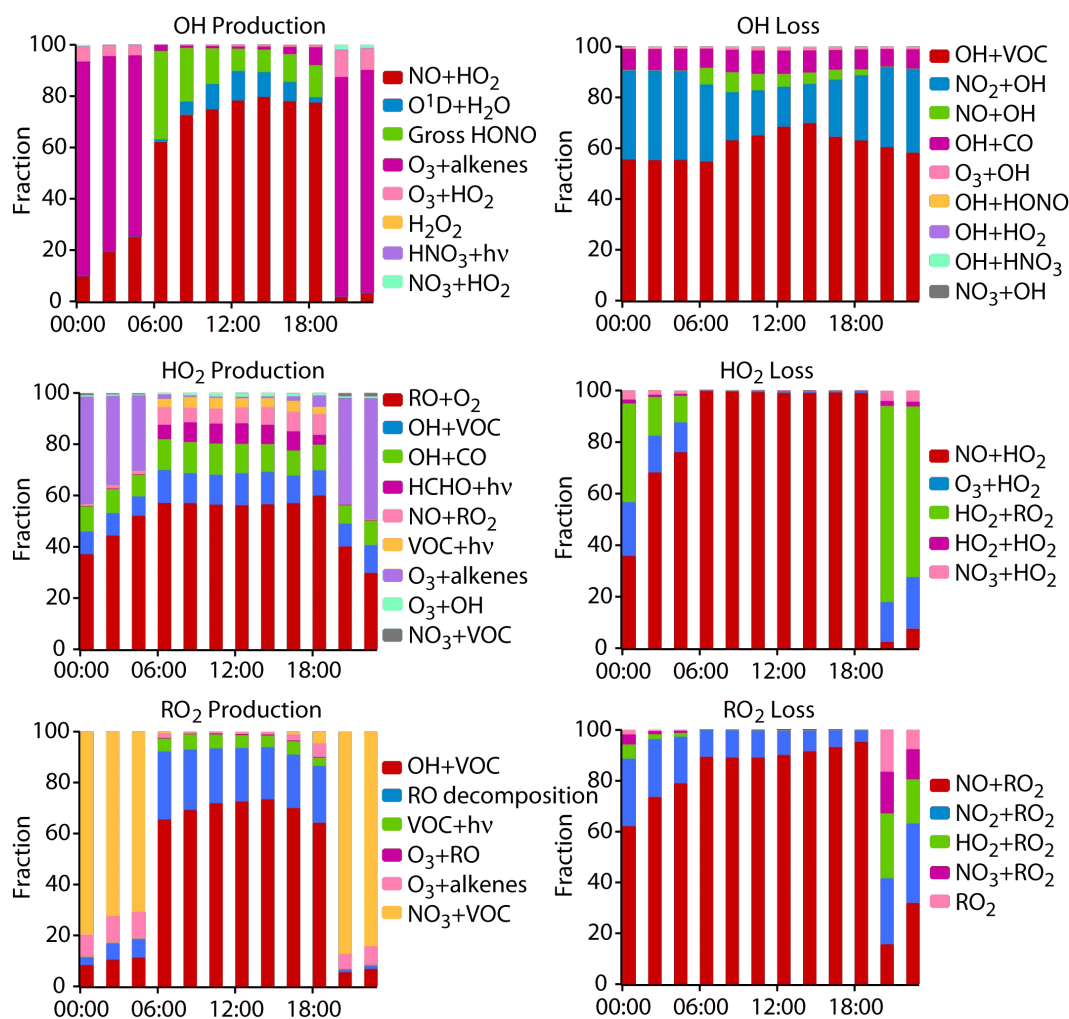 OH Production
Fraction
100
80
60
40
20
0
00:00 06:00 12:00 18:00
NO+HO₂
O¹D+H₂O
Gross HONO
O₃+alkenes
O₃+HO₂
H₂O₂
HNO₃+hν
NO₃+HO₂
OH Loss
Fraction
100
80
60
40
20
0
00:00 06:00 12:00 18:00
OH+VOC
NO₂+OH
NO+OH
OH+CO
O₃+OH
OH+HONO
OH+HO₂
OH+HNO₃
NO₃+OH
HO₂ Production
Fraction
100
80
60
40
20
0
00:00 06:00 12:00 18:00
RO+O₂
OH+VOC
OH+CO
HCHO+hν
NO+RO₂
VOC+hν
O₃+alkenes
O₃+OH
NO₃+VOC
HO₂ Loss
Fraction
100
80
60
40
20
0
00:00 06:00 12:00 18:00
NO+HO₂
O₃+HO₂
HO₂+RO₂
HO₂+HO₂
NO₃+HO₂
RO₂ Production
Fraction
100
80
60
40
20
0
00:00 06:00 12:00 18:00
OH+VOC
RO decomposition
VOC+hν
O₃+RO
O₃+alkenes
NO₃+VOC
RO₂ Loss
Fraction
100
80
60
40
20
0
00:00 06:00 12:00 18:00
NO+RO₂
NO₂+RO₂
HO₂+RO₂
NO₃+RO₂
RO₂